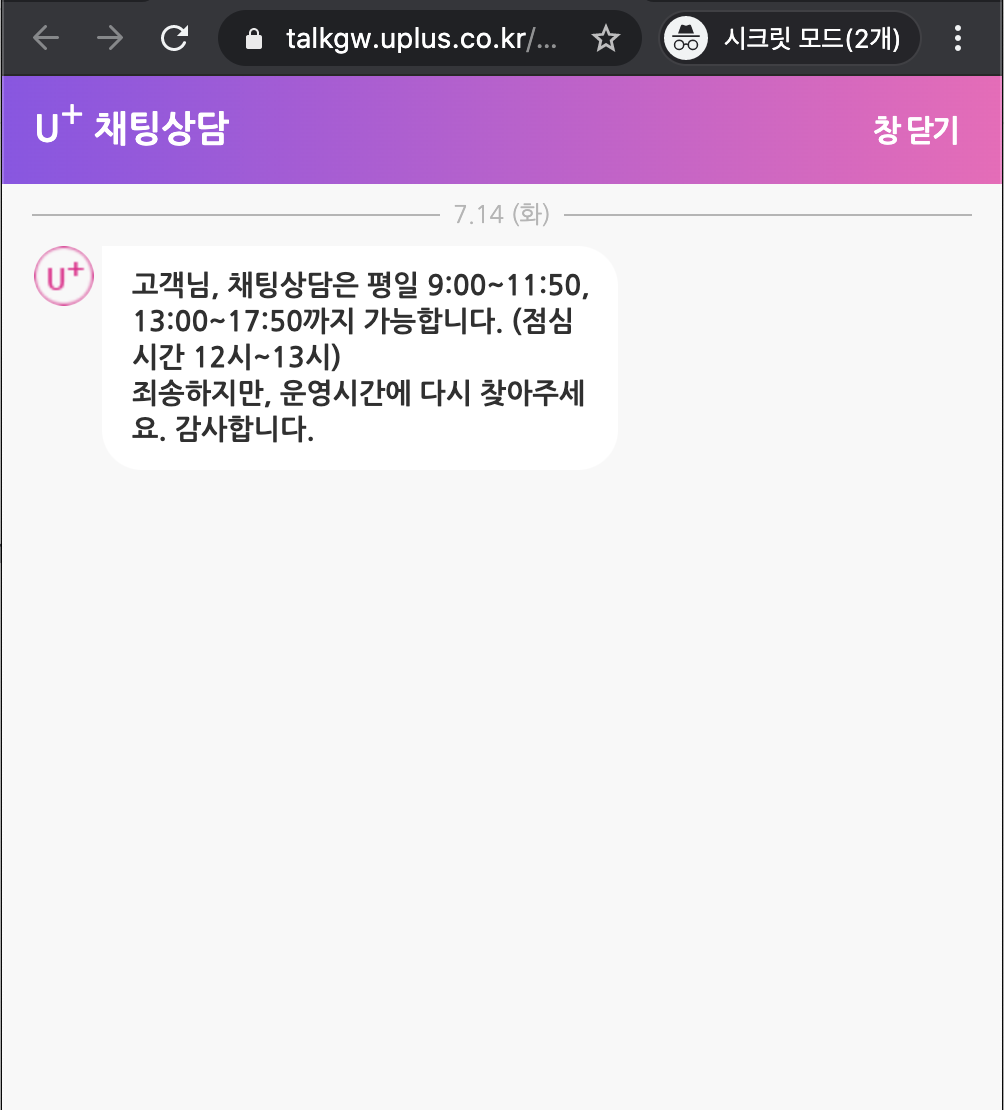 talkgw.uplus.co.kr/...
시크릿 모드(2개)
U+ 채팅상담
창 닫기
7.14 (화)
U+
고객님, 채팅상담은 평일 9:00~11:50,
13:00~17:50까지 가능합니다. (점심
시간 12시~13시)
죄송하지만, 운영시간에 다시 찾아주세
요. 감사합니다.